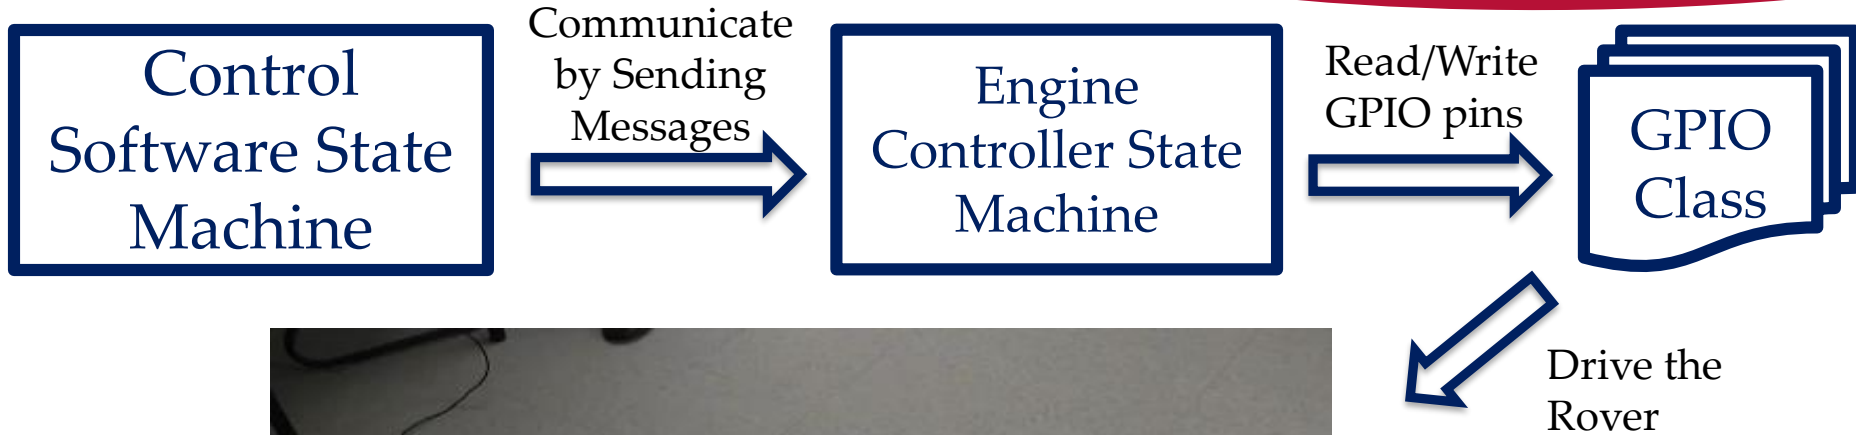 Control
Software State
Machine
Communicate
by Sending
Messages
Engine
Controller State
Machine
Read/Write
GPIO pins
GPIO
Class
Drive the
Rover